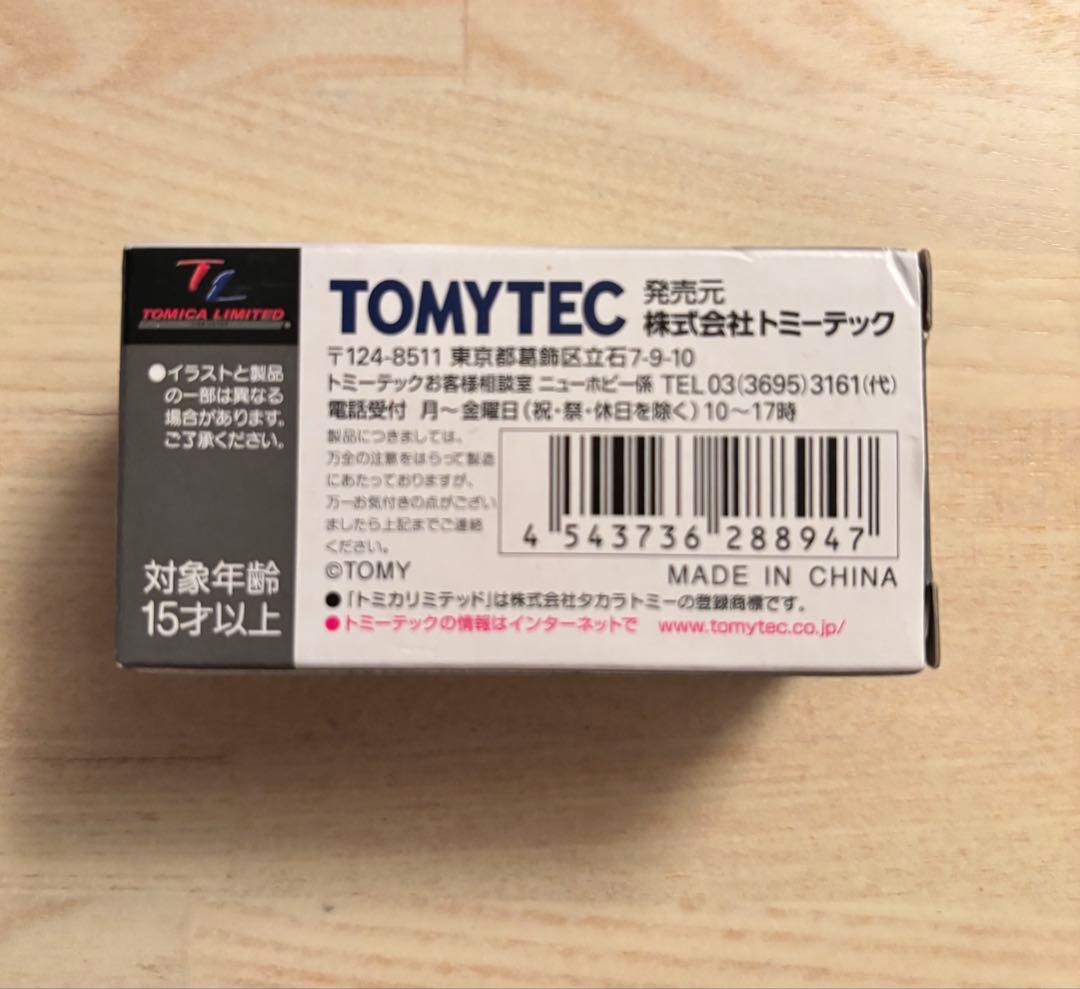 TL
TOMICA LIMITED
●イラストと製品
の一部は異なる
場合があります。
ご了承ください。
対象年齢
15才以上
TOMYTEC
発売元
株式会社トミーテック
〒124-8511 東京都葛飾区立石7-9-10
トミーテックお客様相談室 ニューホビー係 TEL 03(3695)3161(代)
電話受付 月～金曜日(祝・祭・休日を除く)10～17時
製品につきましては、
万全の注意をはらって製造
にあたっておりますが、
万一お気付きの点がござい
ましたら上記までご連絡
ください。
4 543736 288947
©TOMY
MADE IN CHINA
●「トミカリミテッド」は株式会社タカラトミーの登録商標です。
●トミーテックの情報はインターネットで www.tomytec.co.jp/